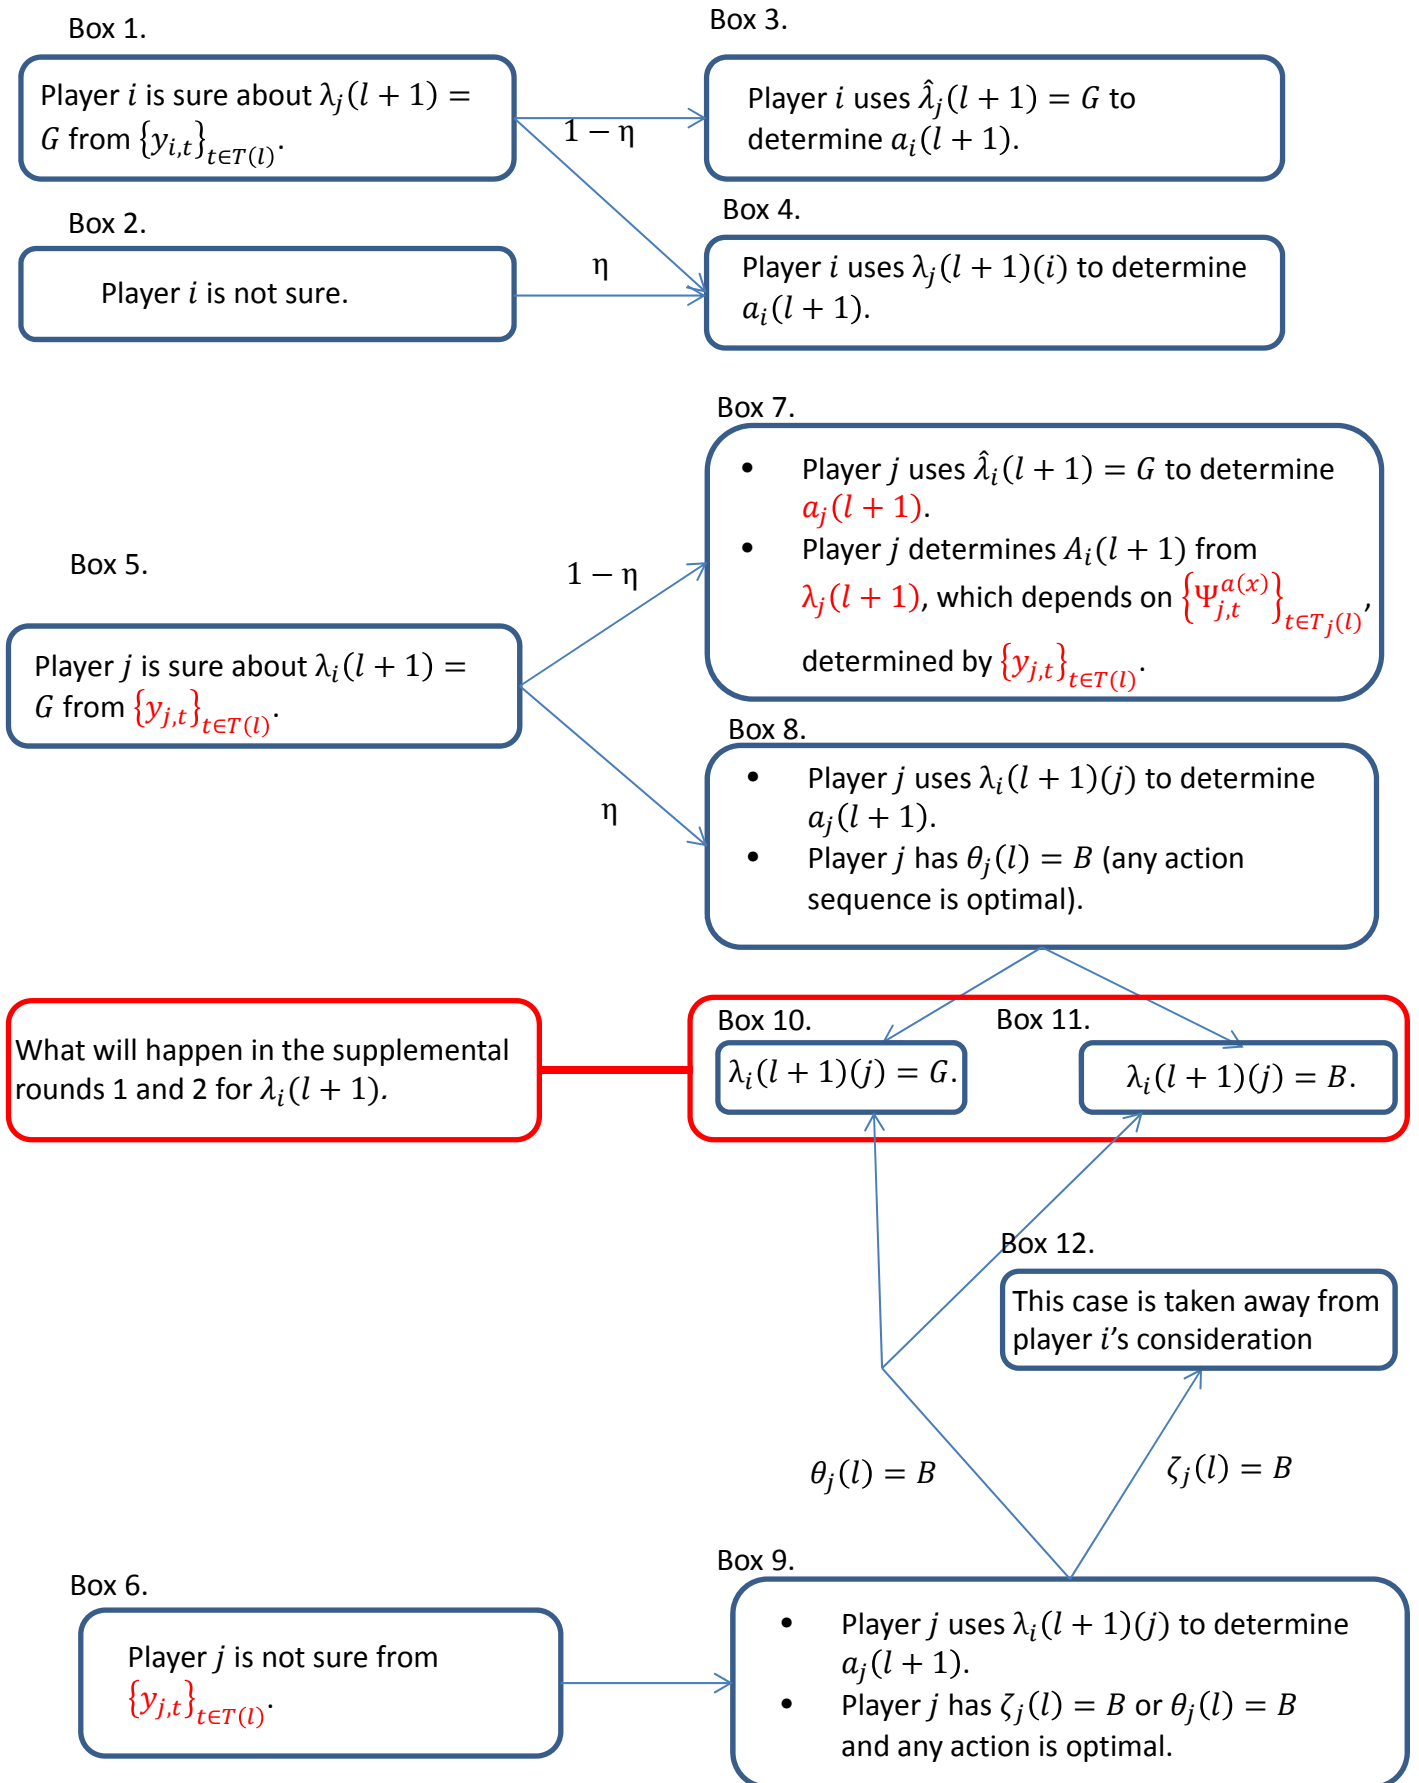 Box 1.
Player i is sure about λ_j(l + 1) =
G from {y_{i,t}}_{t∈T(l)}.
Box 3.
Player i uses λ̂_j(l + 1) = G to
determine a_i(l + 1).
1 − η
Box 2.
Player i is not sure.
η
Box 4.
Player i uses λ_j(l + 1)(i) to determine
a_i(l + 1).
Box 5.
Player j is sure about λ_i(l + 1) =
G from {y_{j,t}}_{t∈T(l)}.
1 − η
η
Box 7.
• Player j uses λ̂_i(l + 1) = G to determine
a_j(l + 1).
• Player j determines A_i(l + 1) from
λ_j(l + 1), which depends on {Ψ_{j,t}^{a(x)}}_{t∈T_j(l)},
determined by {y_{j,t}}_{t∈T(l)}.
Box 8.
• Player j uses λ_i(l + 1)(j) to determine
a_j(l + 1).
• Player j has θ_j(l) = B (any action
sequence is optimal).
What will happen in the supplemental
rounds 1 and 2 for λ_i(l + 1).
Box 10.
λ_i(l + 1)(j) = G.
Box 11.
λ_i(l + 1)(j) = B.
Box 12.
This case is taken away from
player i's consideration
θ_j(l) = B
ζ_j(l) = B
Box 6.
Player j is not sure from
{y_{j,t}}_{t∈T(l)}.
Box 9.
• Player j uses λ_i(l + 1)(j) to determine
a_j(l + 1).
• Player j has ζ_j(l) = B or θ_j(l) = B
and any action is optimal.